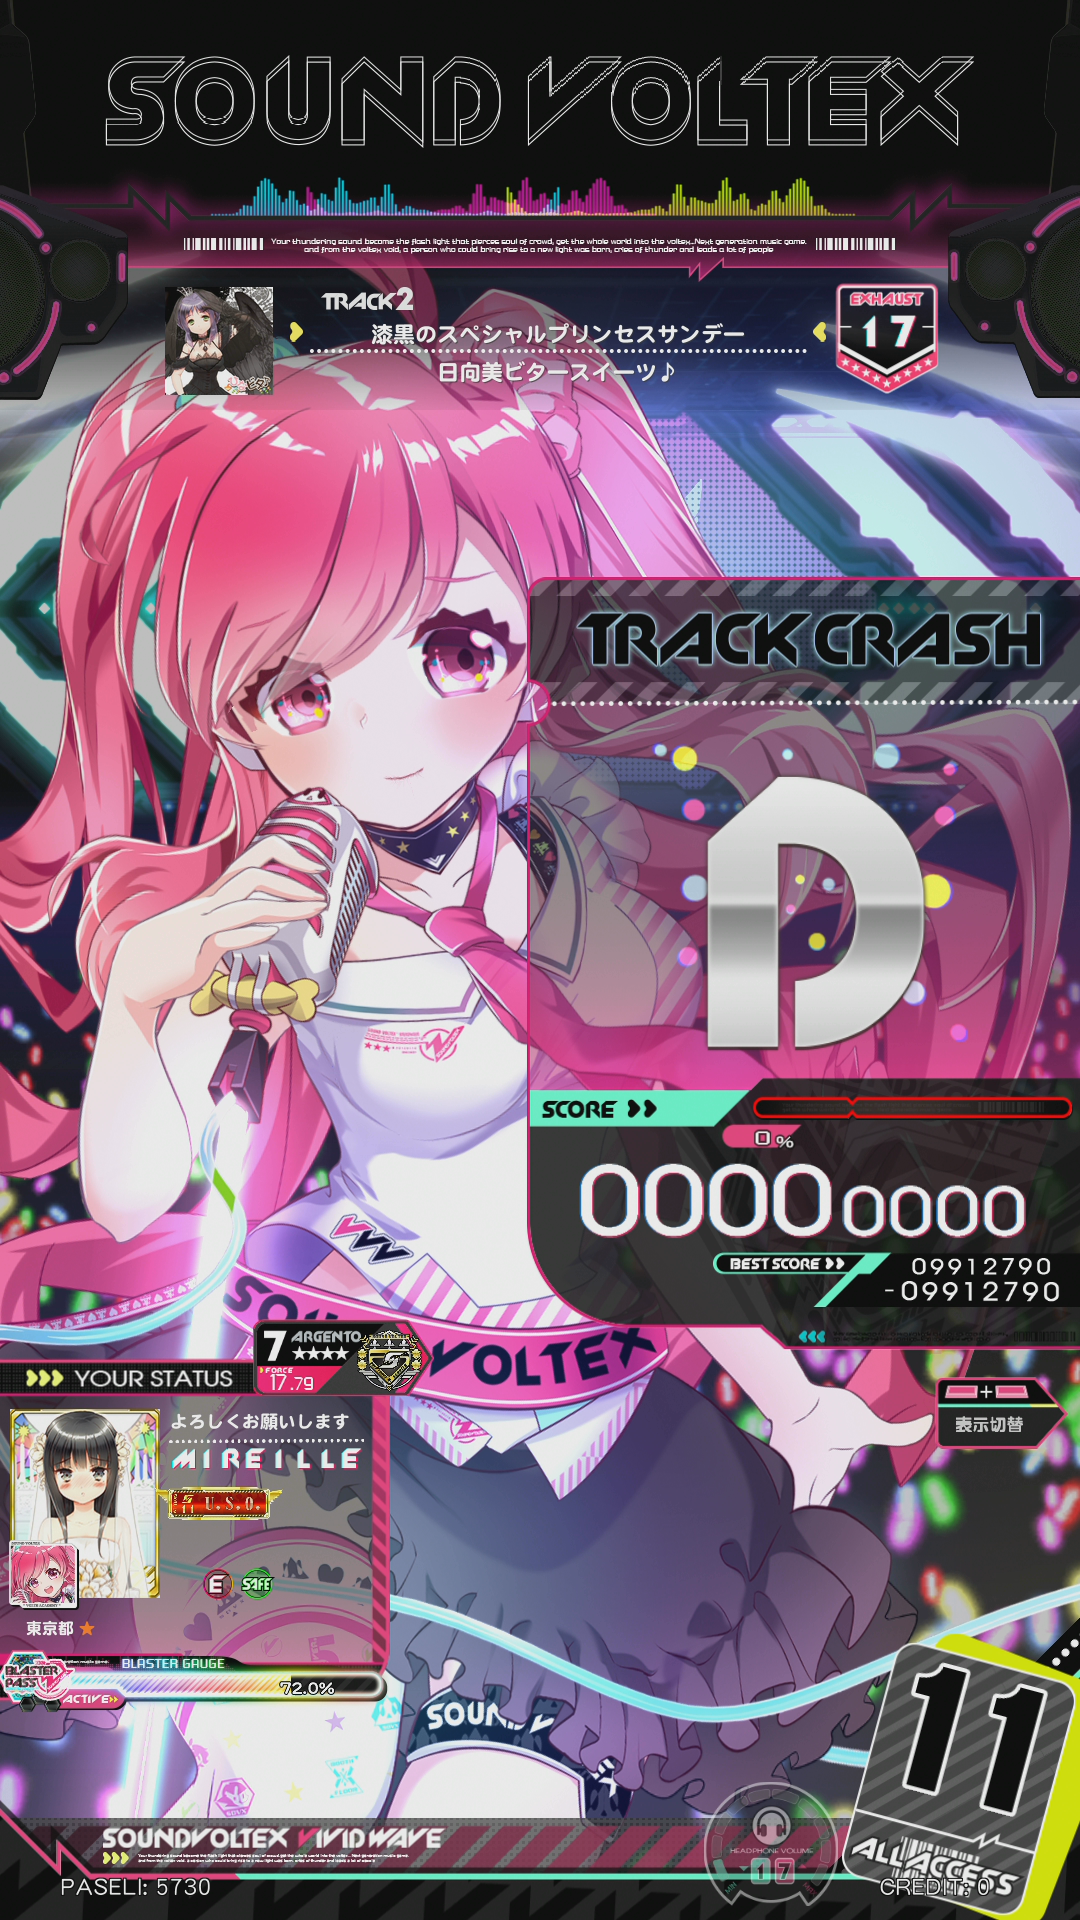 SOUND VOLTEX
Your thundering sound become the flash light that pierces soul of crowd, get the whole world into the voltex..Next generation music game.
and from the voltex void, a person who could bring rise to a new light was born, cries of thunder and leads a lot of people
TRACK2
漆黒のスペシャルプリンセスサンデー
日向美ビタースイーツ♪
EXHAUST
17
TRACK CRASH
D
SCORE
0%
00000000
BEST SCORE
09912790
-09912790
SOUND VOLTEX
7
ARGENTO
★★★★
FORCE
17.79
YOUR STATUS
表示切替
よろしくお願いします
MIREILLE
U.S.O.
E
SAFE
東京都
BLASTER GAUGE
BLASTER PASS
72.0%
ACTIVE
SOUND V
11
ALL ACCESS
SOUND VOLTEX VIVID WAVE
HEADPHONE VOLUME
17
PASELI: 5730
CREDIT: 0